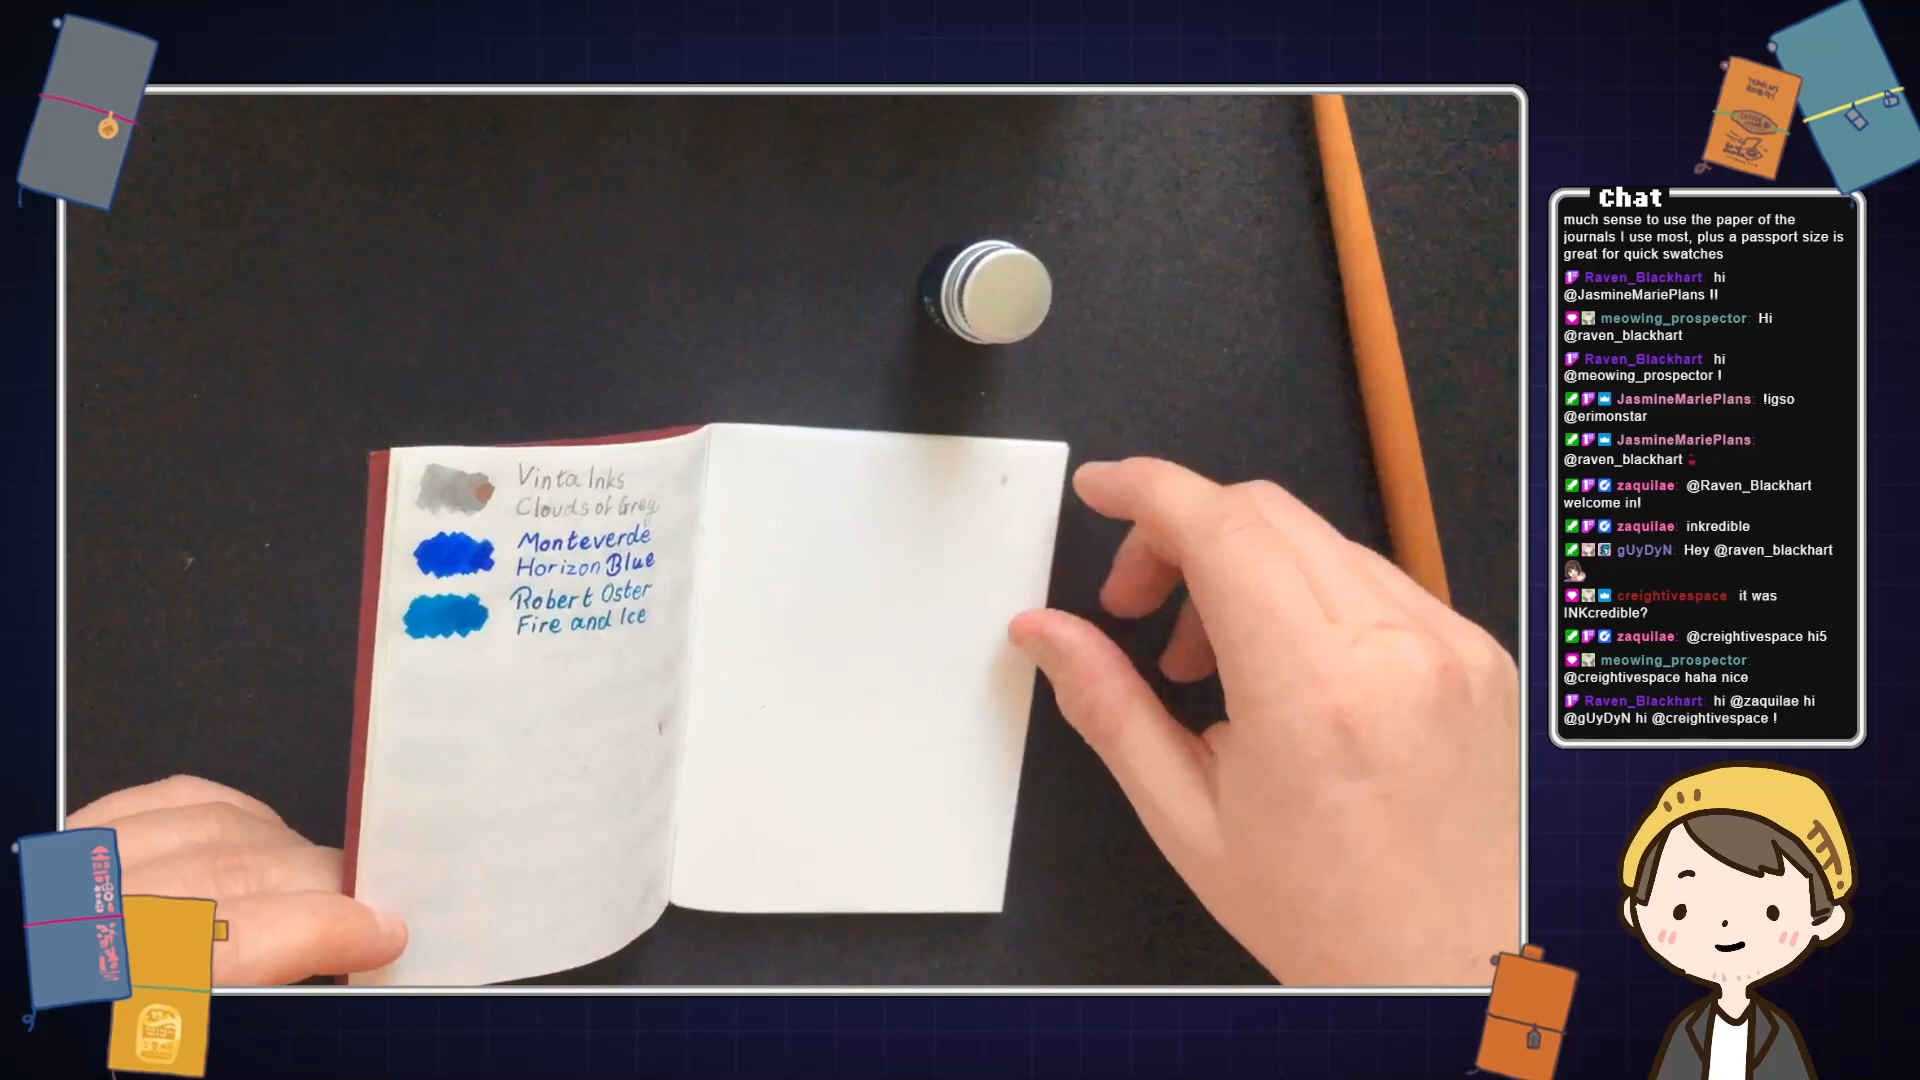 Vinta Inks
Clouds of Grey
Monteverde
Horizon Blue
Robert Oster
Fire and Ice
chat
much sense to use the paper of the
journals I use most, plus a passport size is
great for quick swatches
Raven_Blackhart: hi
@JasmineMariePlans !!
meowing_prospector: Hi
@raven_blackhart
Raven_Blackhart: hi
@meowing_prospector !
JasmineMariePlans: !igso
@erimonstar
JasmineMariePlans:
@raven_blackhart
zaquilae: @Raven_Blackhart
welcome in!
zaquilae: inkredible
gUyDyN: Hey @raven_blackhart
creightivespace: it was
INKcredible?
zaquilae: @creightivespace hi5
meowing_prospector:
@creightivespace haha nice
Raven_Blackhart: hi @zaquilae hi
@gUyDyN hi @creightivespace !